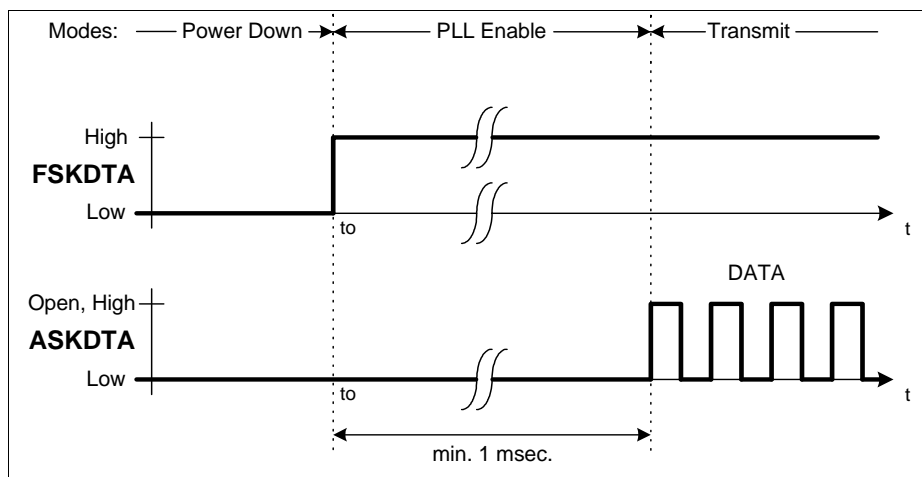 Modes: Power Down PLL Enable Transmit
High
FSKDTA
Low
to
t
DATA
Open, High
ASKDTA
Low
to
t
min. 1 msec.